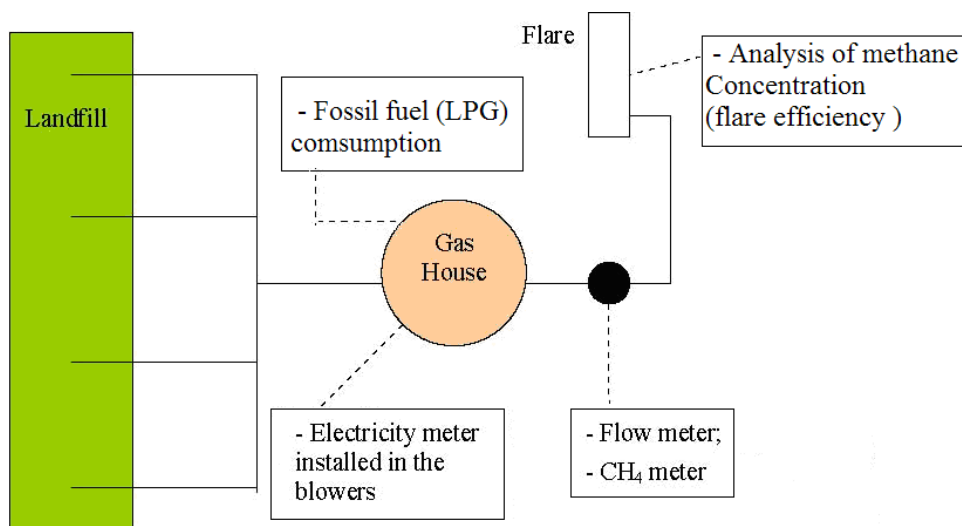 Flare
- Analysis of methane
Concentration
(flare efficiency )
Landfill
- Fossil fuel (LPG)
comsumption
Gas
House
- Electricity meter
installed in the
blowers
- Flow meter;
- CH₄ meter